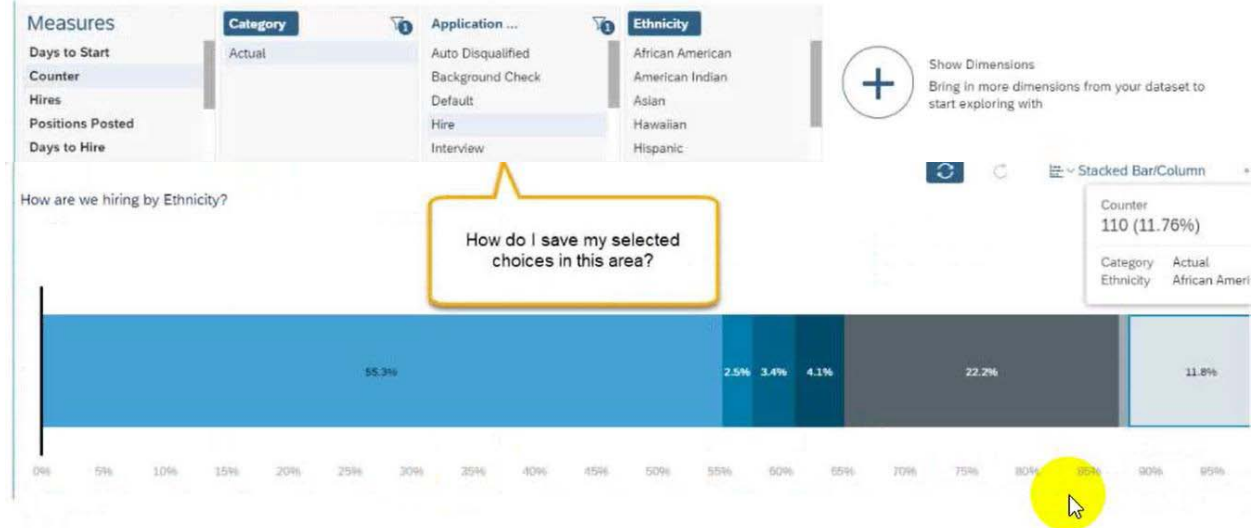 Measures
Category
1
Application ...
1
Ethnicity
Days to Start
Actual
Auto Disqualified
African American
Counter
Background Check
American Indian
Hires
Default
Asian
Positions Posted
Hire
Hawaiian
Days to Hire
Interview
Hispanic
Show Dimensions
Bring in more dimensions from your dataset to
start exploring with
Stacked Bar/Column
How are we hiring by Ethnicity?
How do I save my selected
choices in this area?
Counter
110 (11.76%)
Category Actual
Ethnicity African Ameri
55.3%
2.5%
3.4%
4.1%
22.2%
11.8%
0%
5%
10%
15%
20%
25%
30%
35%
40%
45%
50%
55%
60%
65%
70%
75%
80%
85%
90%
95%